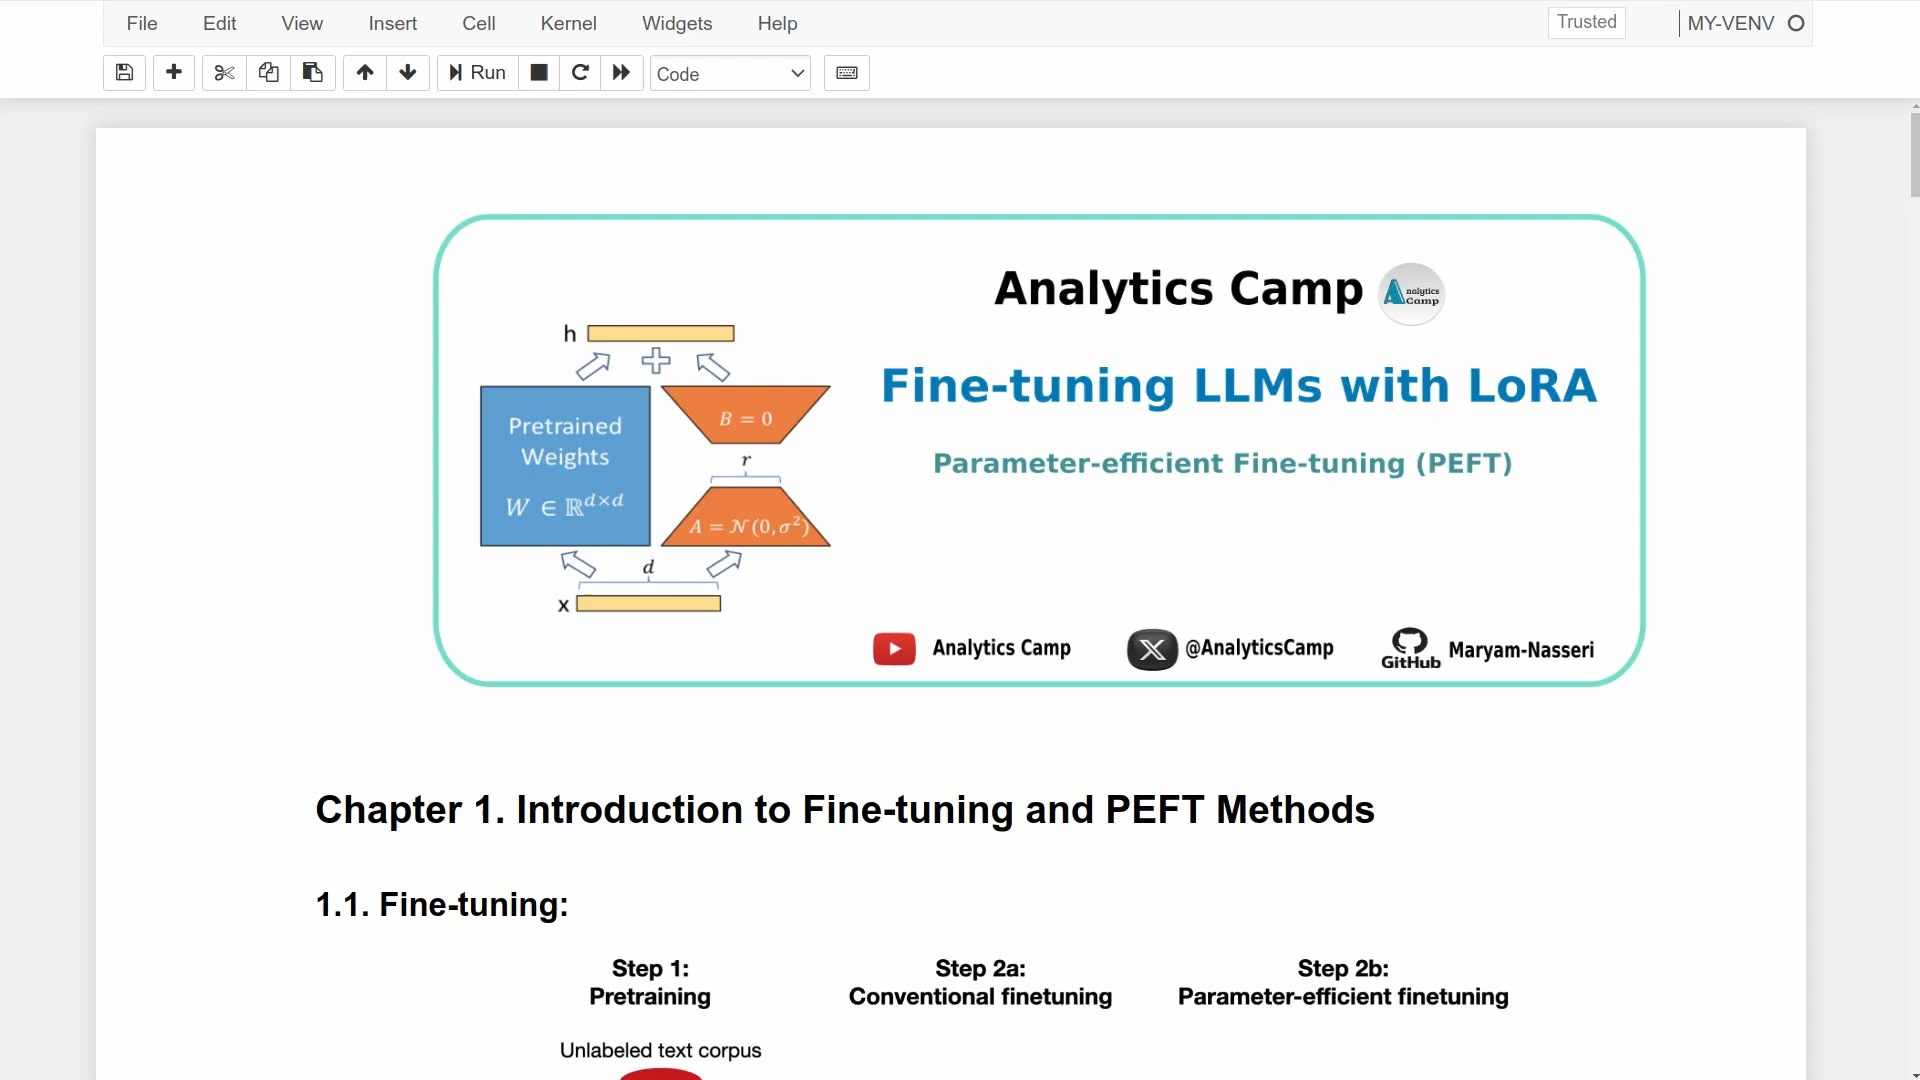 File Edit View Insert Cell Kernel Widgets Help
Trusted
MY-VENV
Run
Code
Analytics Camp
Analytics
Camp
Fine-tuning LLMs with LoRA
Parameter-efficient Fine-tuning (PEFT)
h
Pretrained
Weights
W ∈ ℝᵈˣᵈ
B = 0
r
A = 𝒩(0, σ²)
d
x
Analytics Camp
@AnalyticsCamp
GitHub
Maryam-Nasseri
Chapter 1. Introduction to Fine-tuning and PEFT Methods
1.1. Fine-tuning:
Step 1:
Pretraining
Step 2a:
Conventional finetuning
Step 2b:
Parameter-efficient finetuning
Unlabeled text corpus